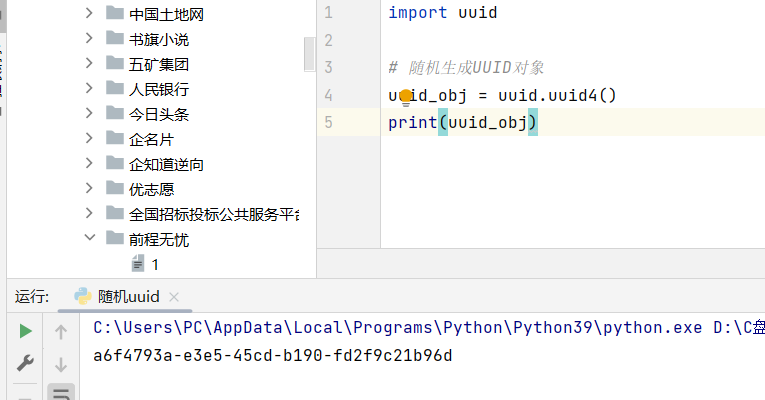 中国土地网
书旗小说
五矿集团
人民银行
今日头条
企名片
企知道逆向
优志愿
全国招标投标公共服务平台
前程无忧
1
1 import uuid
2
3 # 随机生成UUID对象
4 uuid_obj = uuid.uuid4()
5 print(uuid_obj)
运行: 随机uuid
C:\Users\PC\AppData\Local\Programs\Python\Python39\python.exe D:\C盘
a6f4793a-e3e5-45cd-b190-fd2f9c21b96d